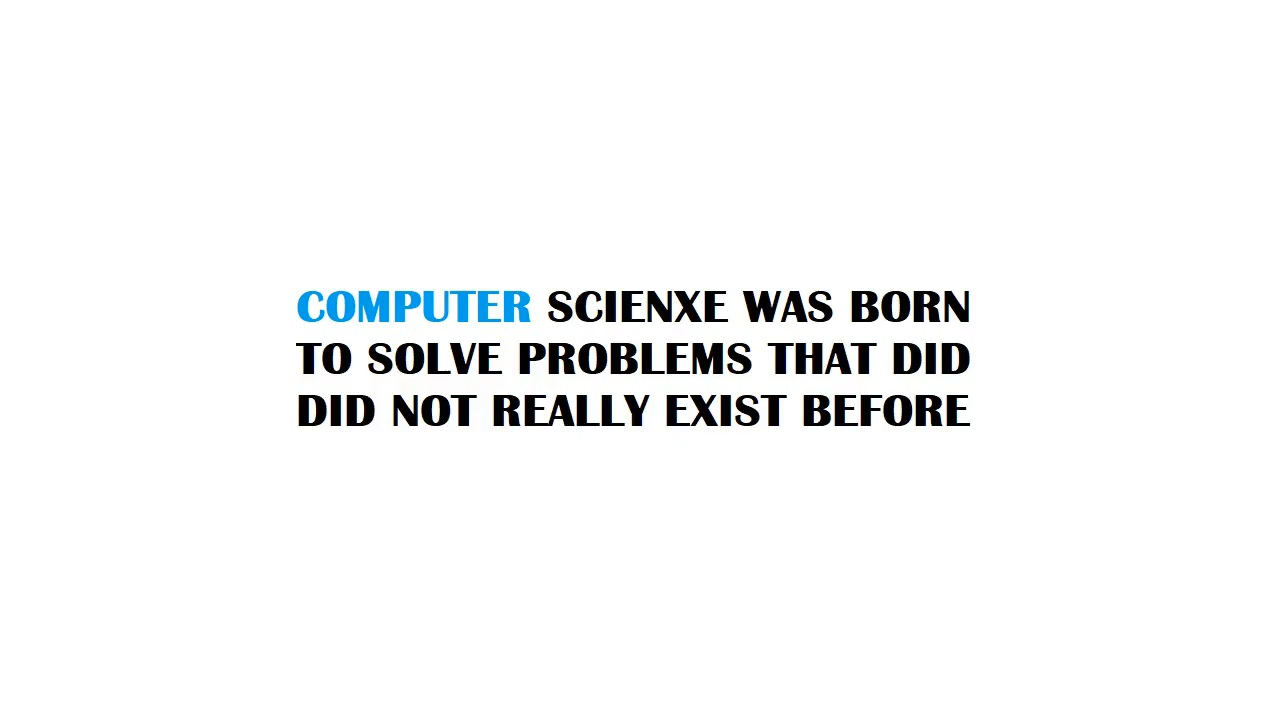 COMPUTER SCIENXE WAS BORN
TO SOLVE PROBLEMS THAT DID
DID NOT REALLY EXIST BEFORE